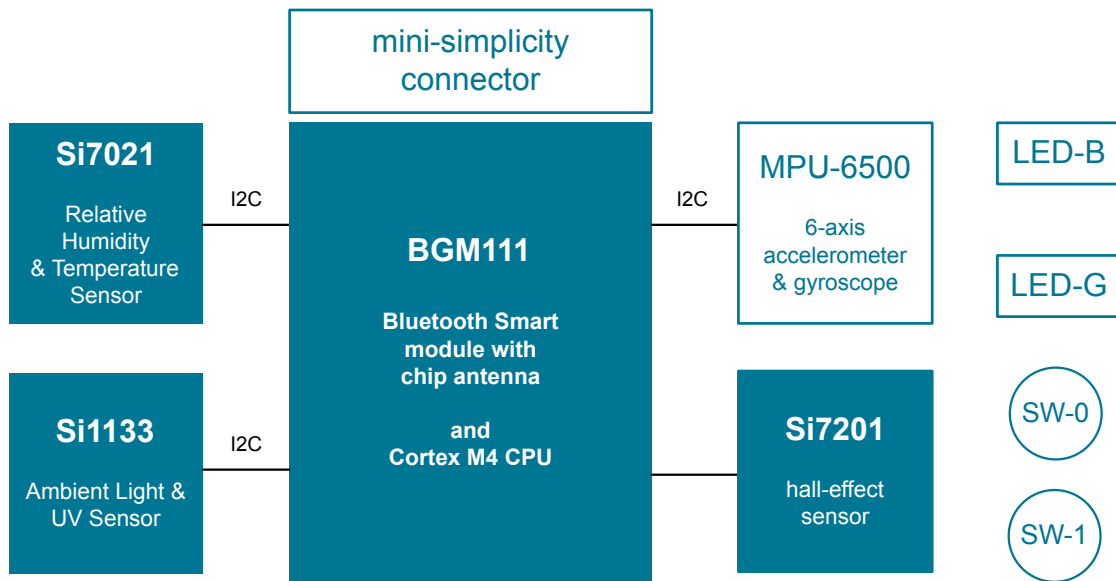 mini-simplicity
connector
Si7021
Relative
Humidity
& Temperature
Sensor
I2C
BGM111
Bluetooth Smart
module with
chip antenna
and
Cortex M4 CPU
I2C
MPU-6500
6-axis
accelerometer
& gyroscope
LED-B
LED-G
Si1133
Ambient Light &
UV Sensor
I2C
Si7201
hall-effect
sensor
SW-0
SW-1